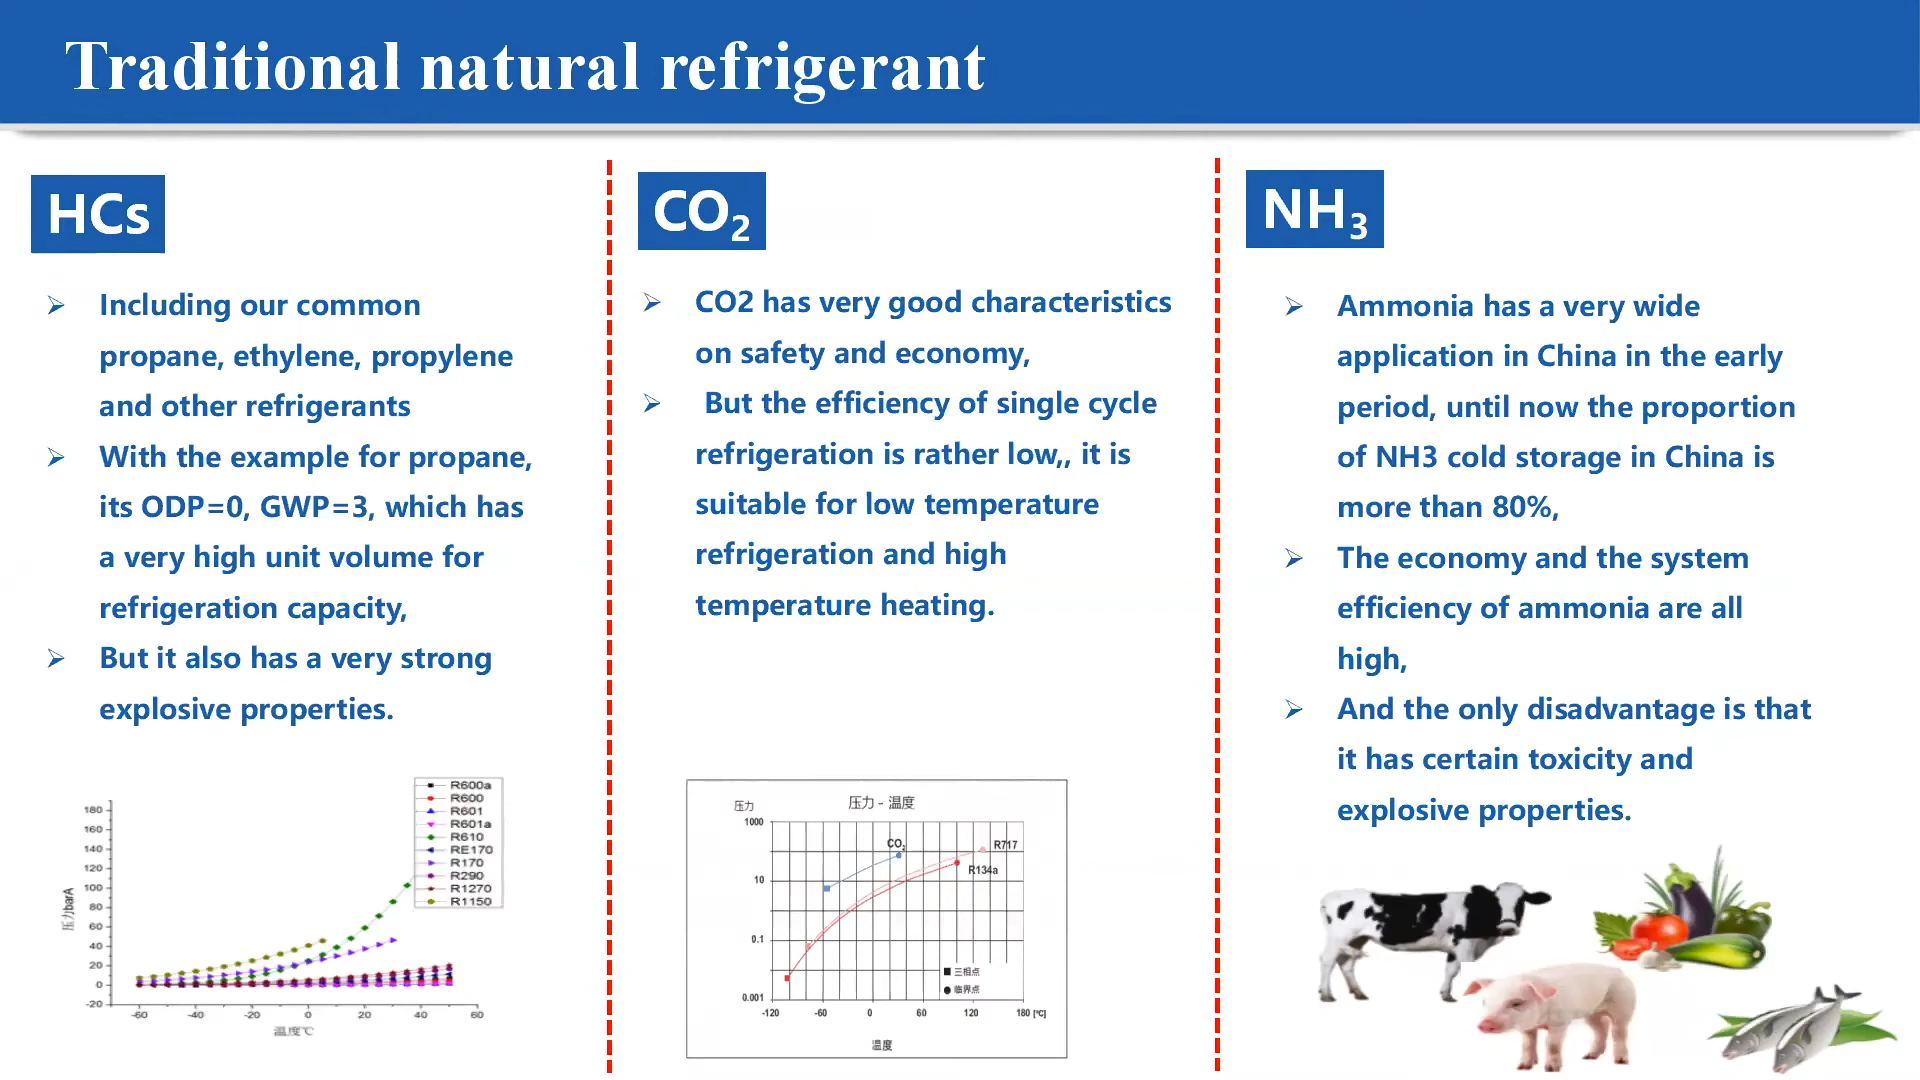 Traditional natural refrigerant
HCs
Including our common
propane, ethylene, propylene
and other refrigerants
With the example for propane,
its ODP=0, GWP=3, which has
a very high unit volume for
refrigeration capacity,
But it also has a very strong
explosive properties.
R600a
R600
R601
R601a
R610
RE170
R170
R290
R1270
R1150
压力barA
180
160
140
120
100
80
60
40
20
0
-20
-60
-40
-20
0
20
40
60
温度℃
CO₂
CO2 has very good characteristics
on safety and economy,
But the efficiency of single cycle
refrigeration is rather low,, it is
suitable for low temperature
refrigeration and high
temperature heating.
压力
压力 - 温度
1000
10
0.1
0.001
CO₂
R717
R134a
三相点
临界点
-120
-60
0
60
120
180 [℃]
温度
NH₃
Ammonia has a very wide
application in China in the early
period, until now the proportion
of NH3 cold storage in China is
more than 80%,
The economy and the system
efficiency of ammonia are all
high,
And the only disadvantage is that
it has certain toxicity and
explosive properties.